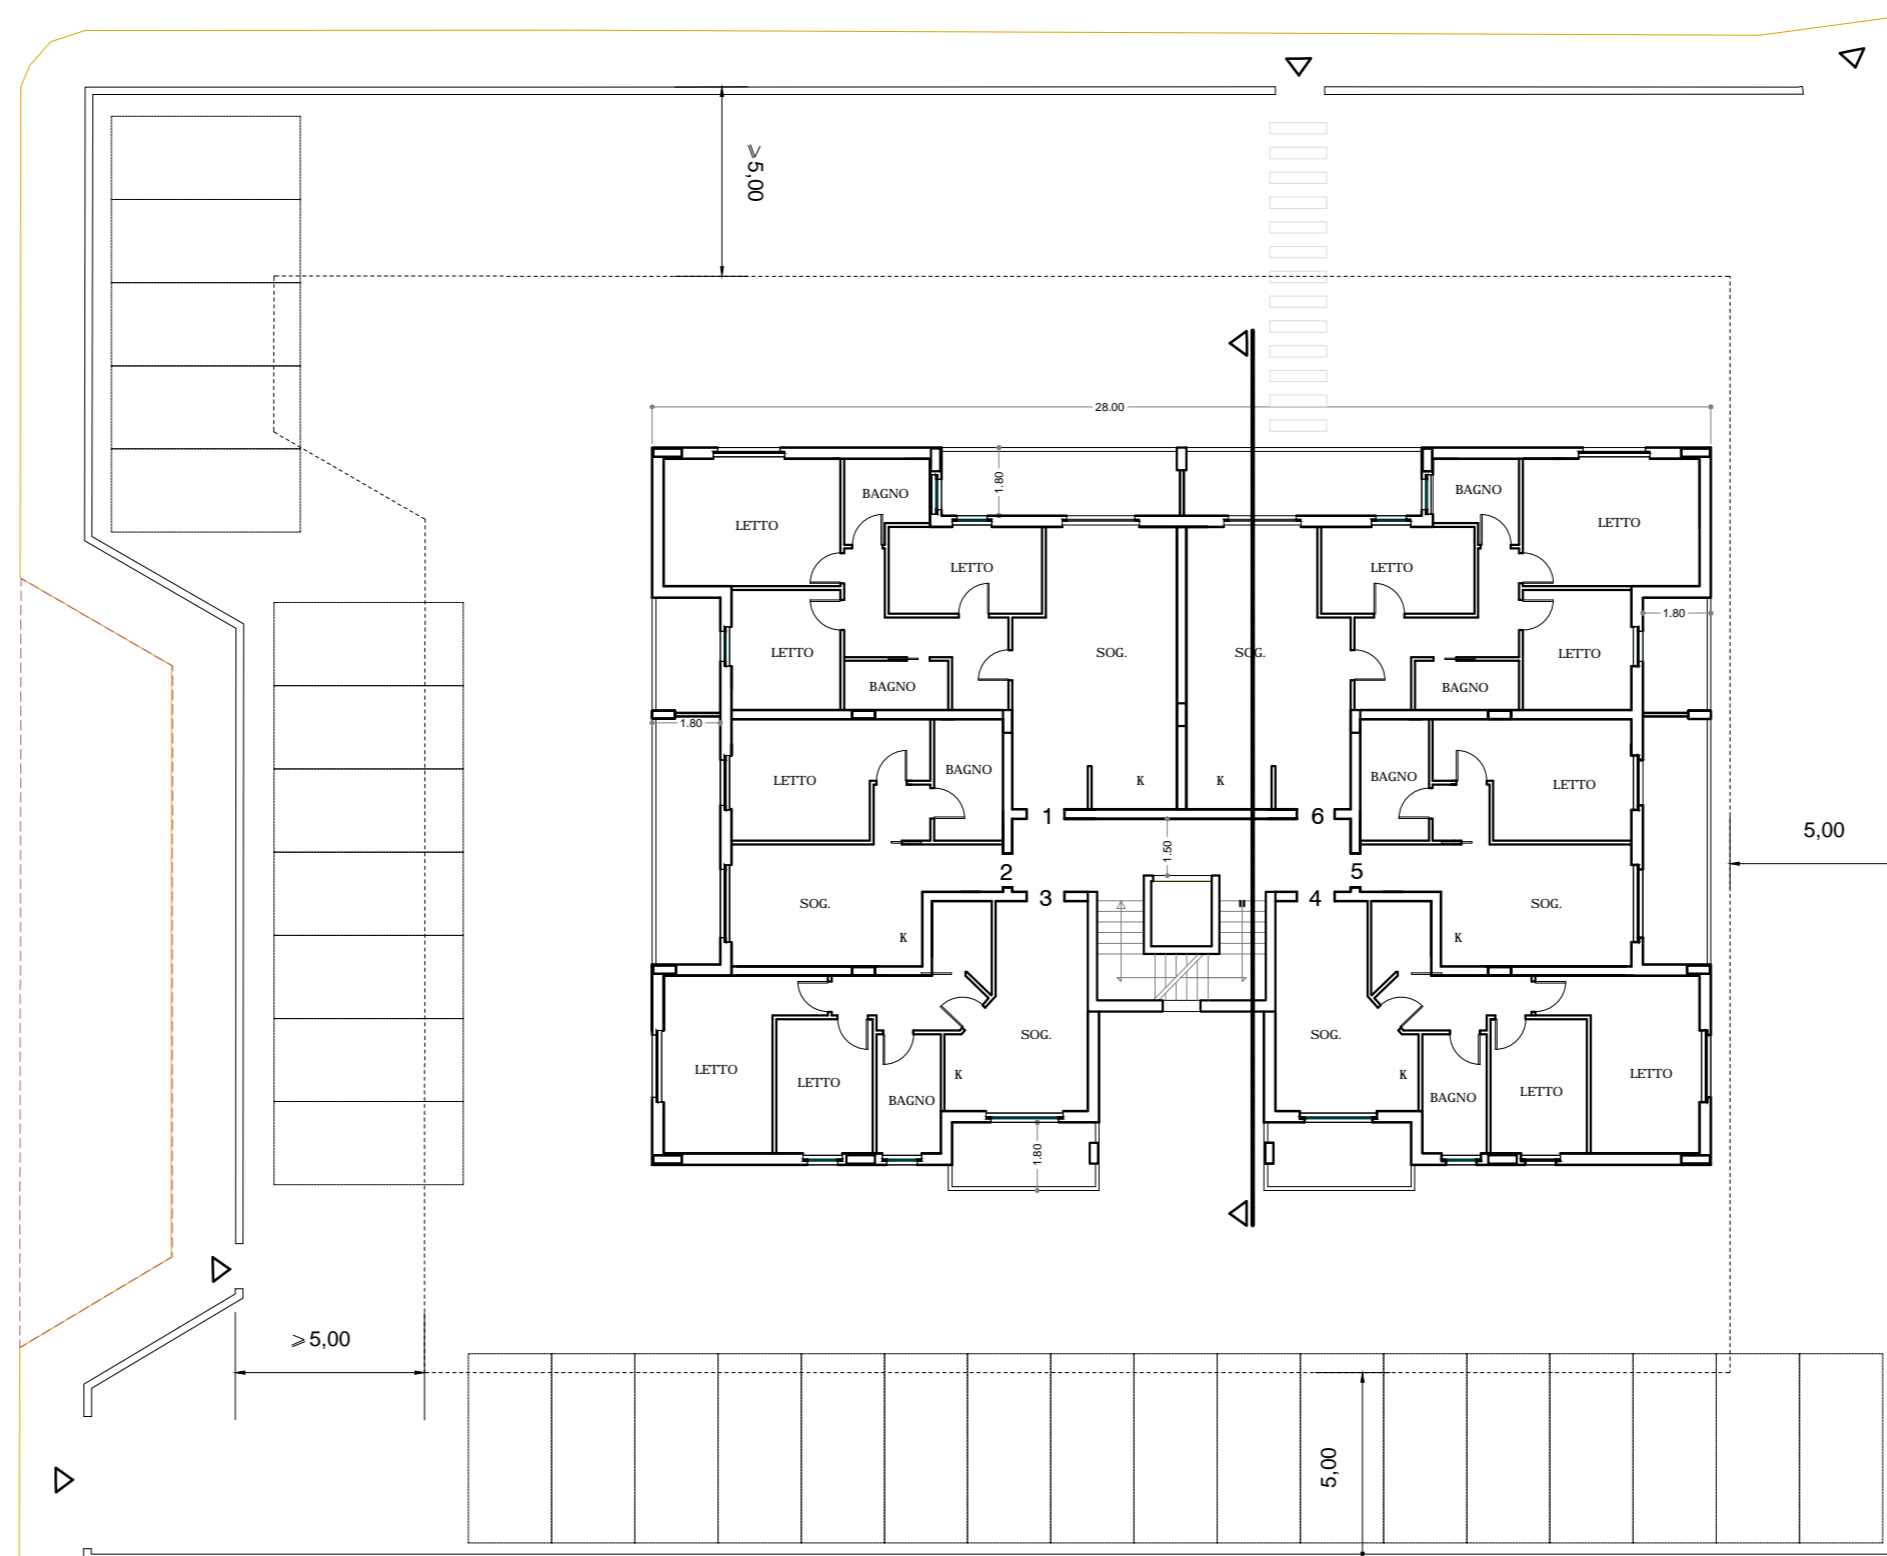 ≥5,00
28.00
1.80
BAGNO
BAGNO
LETTO
LETTO
LETTO
LETTO
1.80
LETTO
SOG.
SOG.
LETTO
BAGNO
BAGNO
1.80
LETTO
BAGNO
K
K
BAGNO
LETTO
1
6
5,00
1.50
2
5
3
4
SOG.
SOG.
K
K
SOG.
SOG.
LETTO
LETTO
K
K
LETTO
LETTO
BAGNO
BAGNO
1.80
≥5,00
5,00